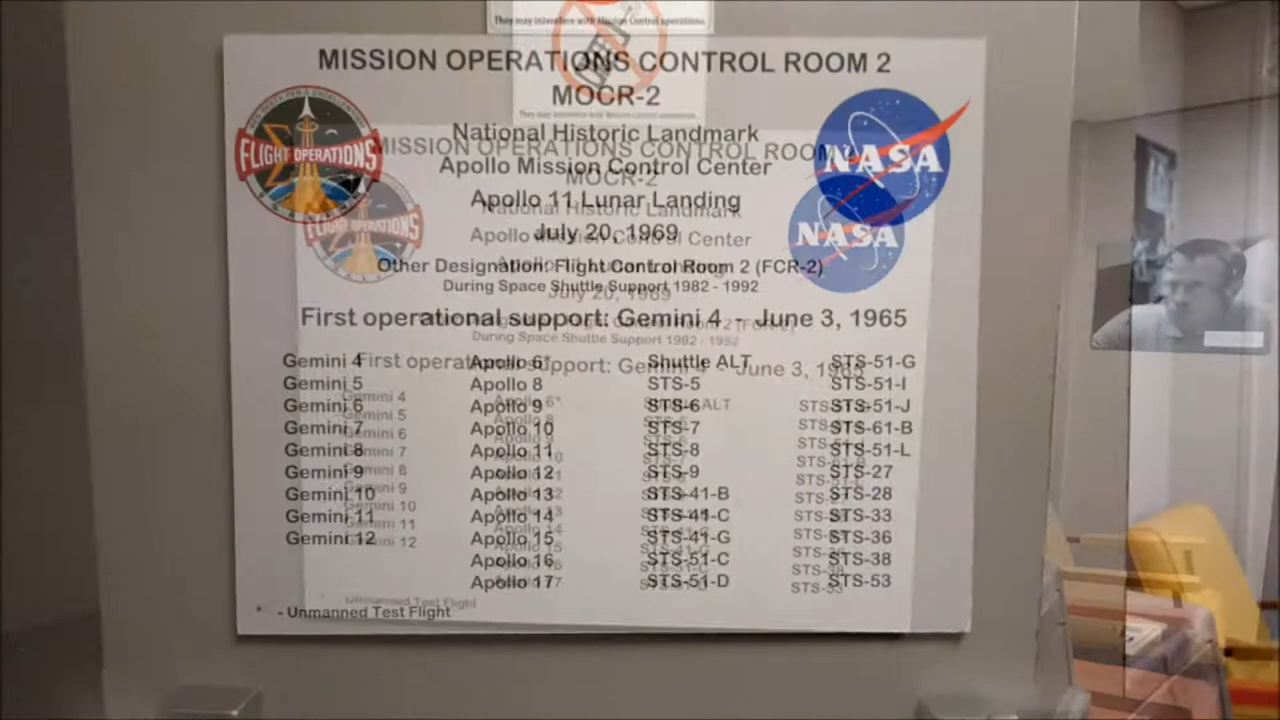 They may interfere with Mission Control operations.
MISSION OPERATIONS CONTROL ROOM 2
MOCR-2
National Historic Landmark
Apollo Mission Control Center
Apollo 11 Lunar Landing
July 20, 1969
Other Designation: Flight Control Room 2 (FCR-2)
During Space Shuttle Support 1982 - 1992
First operational support: Gemini 4 - June 3, 1965
FLIGHT OPERATIONS
NASA
Gemini 4 Apollo 6* Shuttle ALT STS-51-G
Gemini 5 Apollo 8 STS-5 STS-51-I
Gemini 6 Apollo 9 STS-6 STS-51-J
Gemini 7 Apollo 10 STS-7 STS-61-B
Gemini 8 Apollo 11 STS-8 STS-51-L
Gemini 9 Apollo 12 STS-9 STS-27
Gemini 10 Apollo 13 STS-41-B STS-28
Gemini 11 Apollo 14 STS-41-C STS-33
Gemini 12 Apollo 15 STS-41-G STS-36
Apollo 16 STS-51-C STS-38
Apollo 17 STS-51-D STS-53
* - Unmanned Test Flight